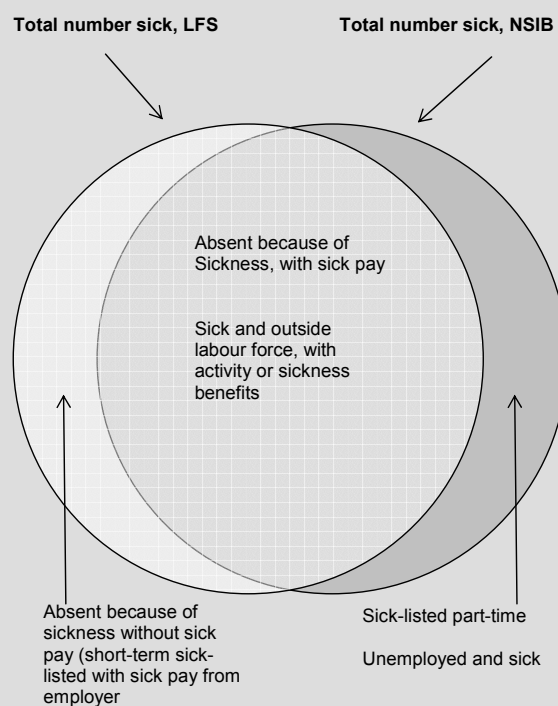 Total number sick, LFS
Total number sick, NSIB
Absent because of
Sickness, with sick pay
Sick and outside
labour force, with
activity or sickness
benefits
Absent because of
sickness without sick
pay (short-term sick-
listed with sick pay from
employer
Sick-listed part-time
Unemployed and sick